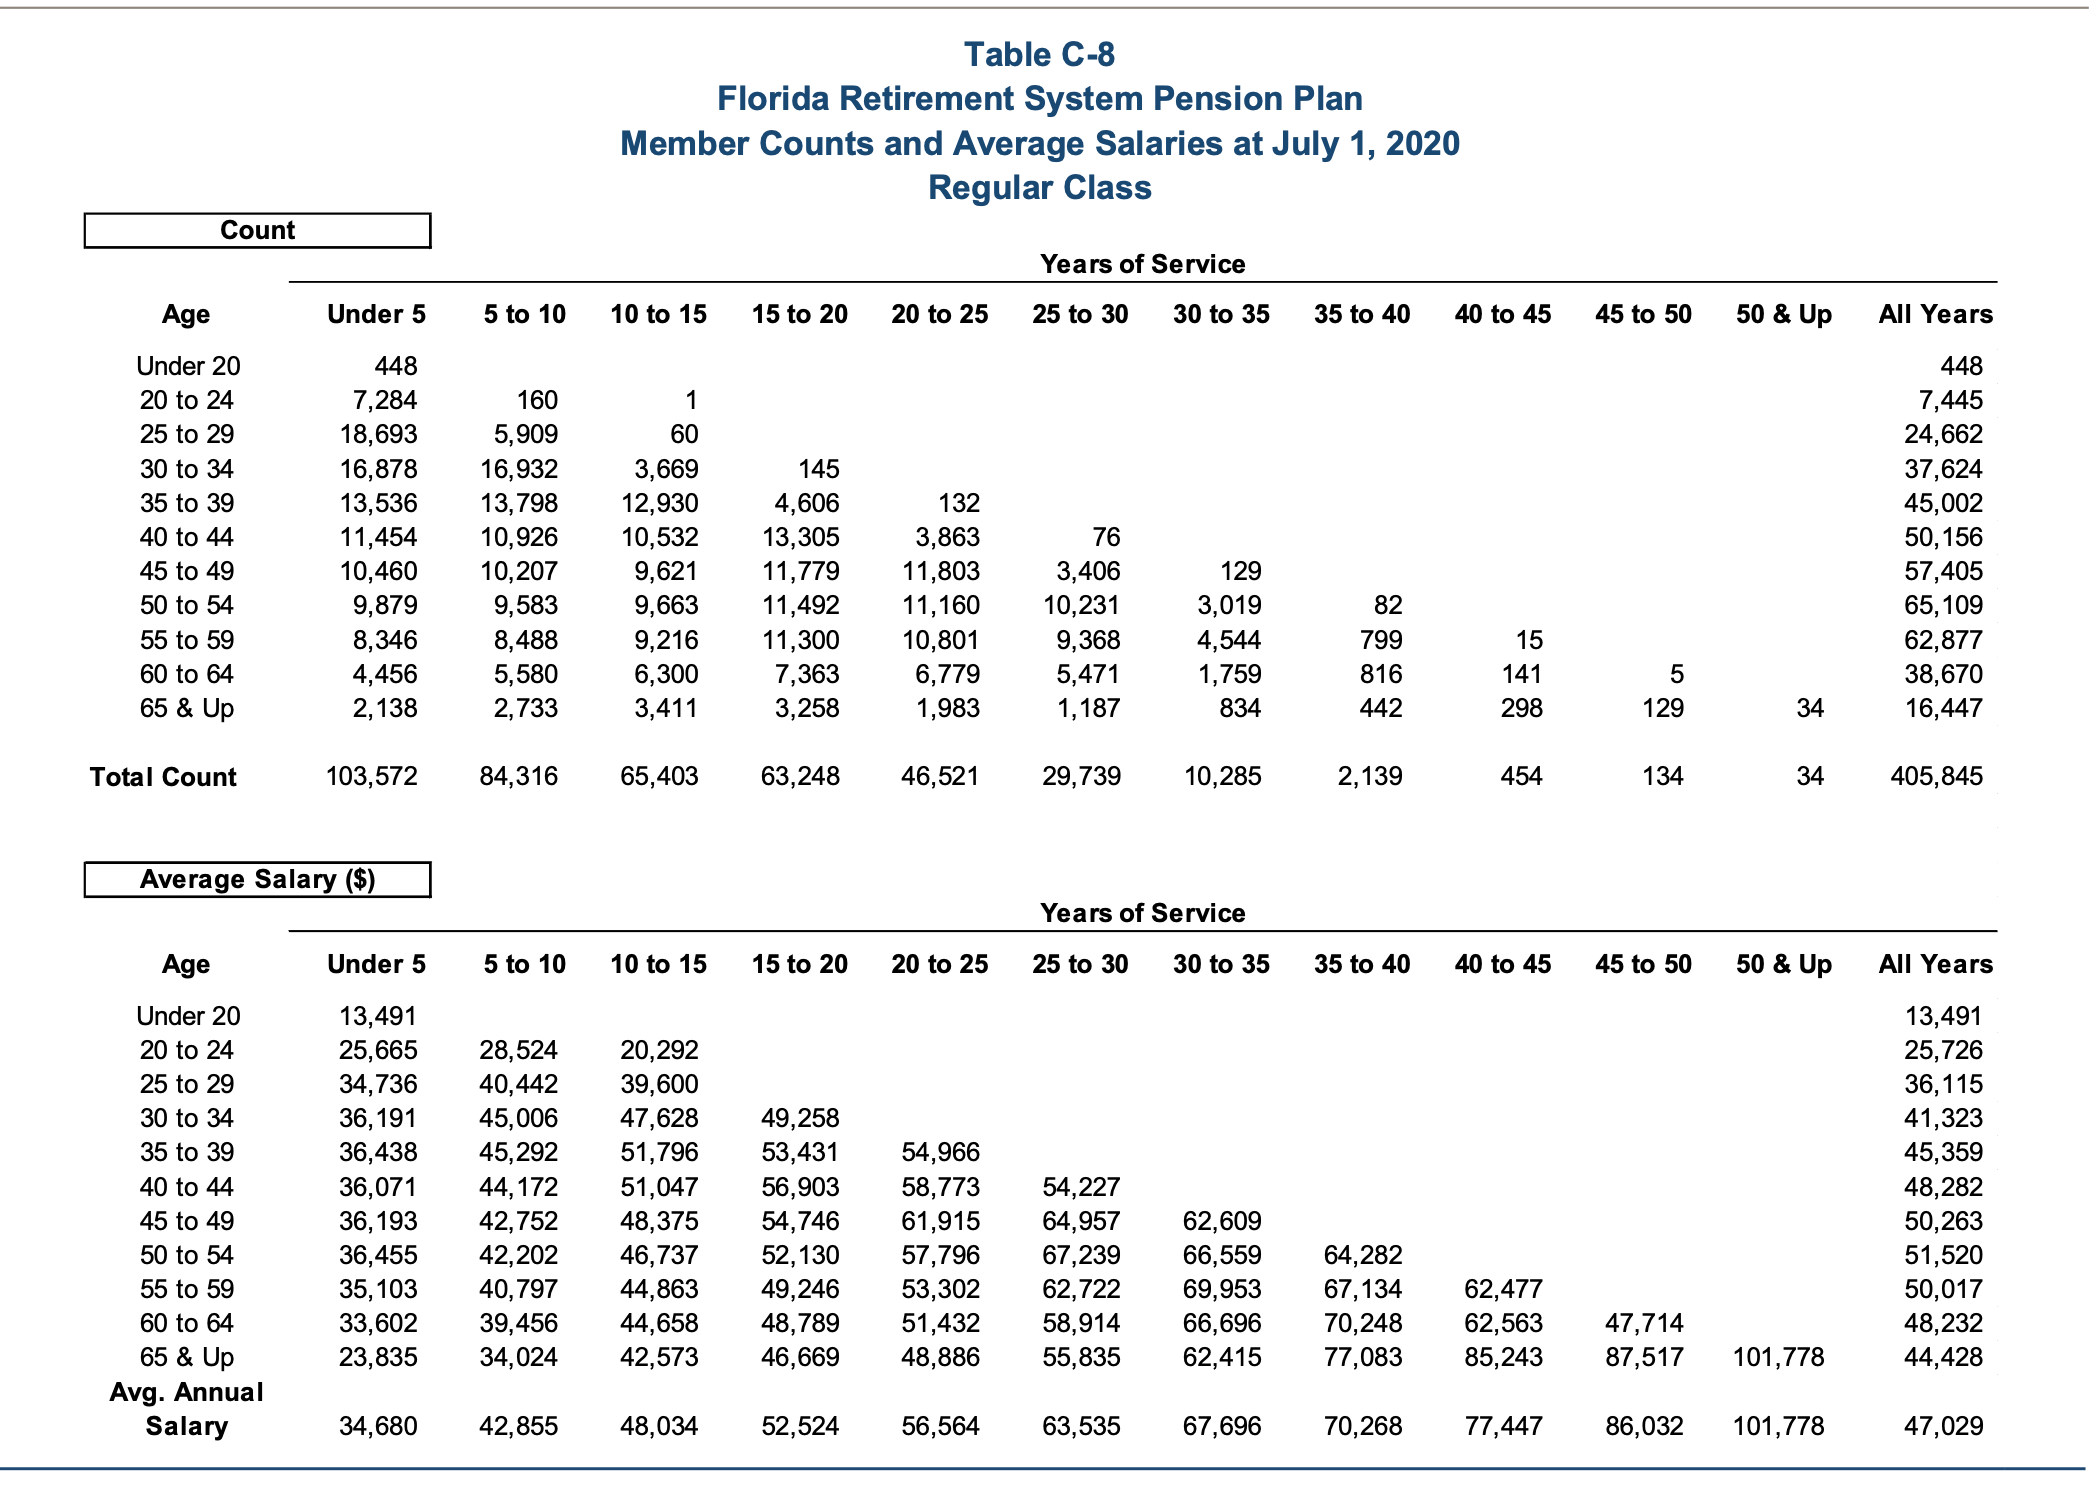 Table C-8
Florida Retirement System Pension Plan
Member Counts and Average Salaries at July 1, 2020
Regular Class
Count
Years of Service
Age Under 5 5 to 10 10 to 15 15 to 20 20 to 25 25 to 30 30 to 35 35 to 40 40 to 45 45 to 50 50 & Up All Years
Under 20 448 448
20 to 24 7,284 160 1 7,445
25 to 29 18,693 5,909 60 24,662
30 to 34 16,878 16,932 3,669 145 37,624
35 to 39 13,536 13,798 12,930 4,606 132 45,002
40 to 44 11,454 10,926 10,532 13,305 3,863 76 50,156
45 to 49 10,460 10,207 9,621 11,779 11,803 3,406 129 57,405
50 to 54 9,879 9,583 9,663 11,492 11,160 10,231 3,019 82 65,109
55 to 59 8,346 8,488 9,216 11,300 10,801 9,368 4,544 799 15 62,877
60 to 64 4,456 5,580 6,300 7,363 6,779 5,471 1,759 816 141 5 38,670
65 & Up 2,138 2,733 3,411 3,258 1,983 1,187 834 442 298 129 34 16,447
Total Count 103,572 84,316 65,403 63,248 46,521 29,739 10,285 2,139 454 134 34 405,845
Average Salary ($)
Years of Service
Age Under 5 5 to 10 10 to 15 15 to 20 20 to 25 25 to 30 30 to 35 35 to 40 40 to 45 45 to 50 50 & Up All Years
Under 20 13,491 13,491
20 to 24 25,665 28,524 20,292 25,726
25 to 29 34,736 40,442 39,600 36,115
30 to 34 36,191 45,006 47,628 49,258 41,323
35 to 39 36,438 45,292 51,796 53,431 54,966 45,359
40 to 44 36,071 44,172 51,047 56,903 58,773 54,227 48,282
45 to 49 36,193 42,752 48,375 54,746 61,915 64,957 62,609 50,263
50 to 54 36,455 42,202 46,737 52,130 57,796 67,239 66,559 64,282 51,520
55 to 59 35,103 40,797 44,863 49,246 53,302 62,722 69,953 67,134 62,477 50,017
60 to 64 33,602 39,456 44,658 48,789 51,432 58,914 66,696 70,248 62,563 47,714 48,232
65 & Up 23,835 34,024 42,573 46,669 48,886 55,835 62,415 77,083 85,243 87,517 101,778 44,428
Avg. Annual
Salary 34,680 42,855 48,034 52,524 56,564 63,535 67,696 70,268 77,447 86,032 101,778 47,029